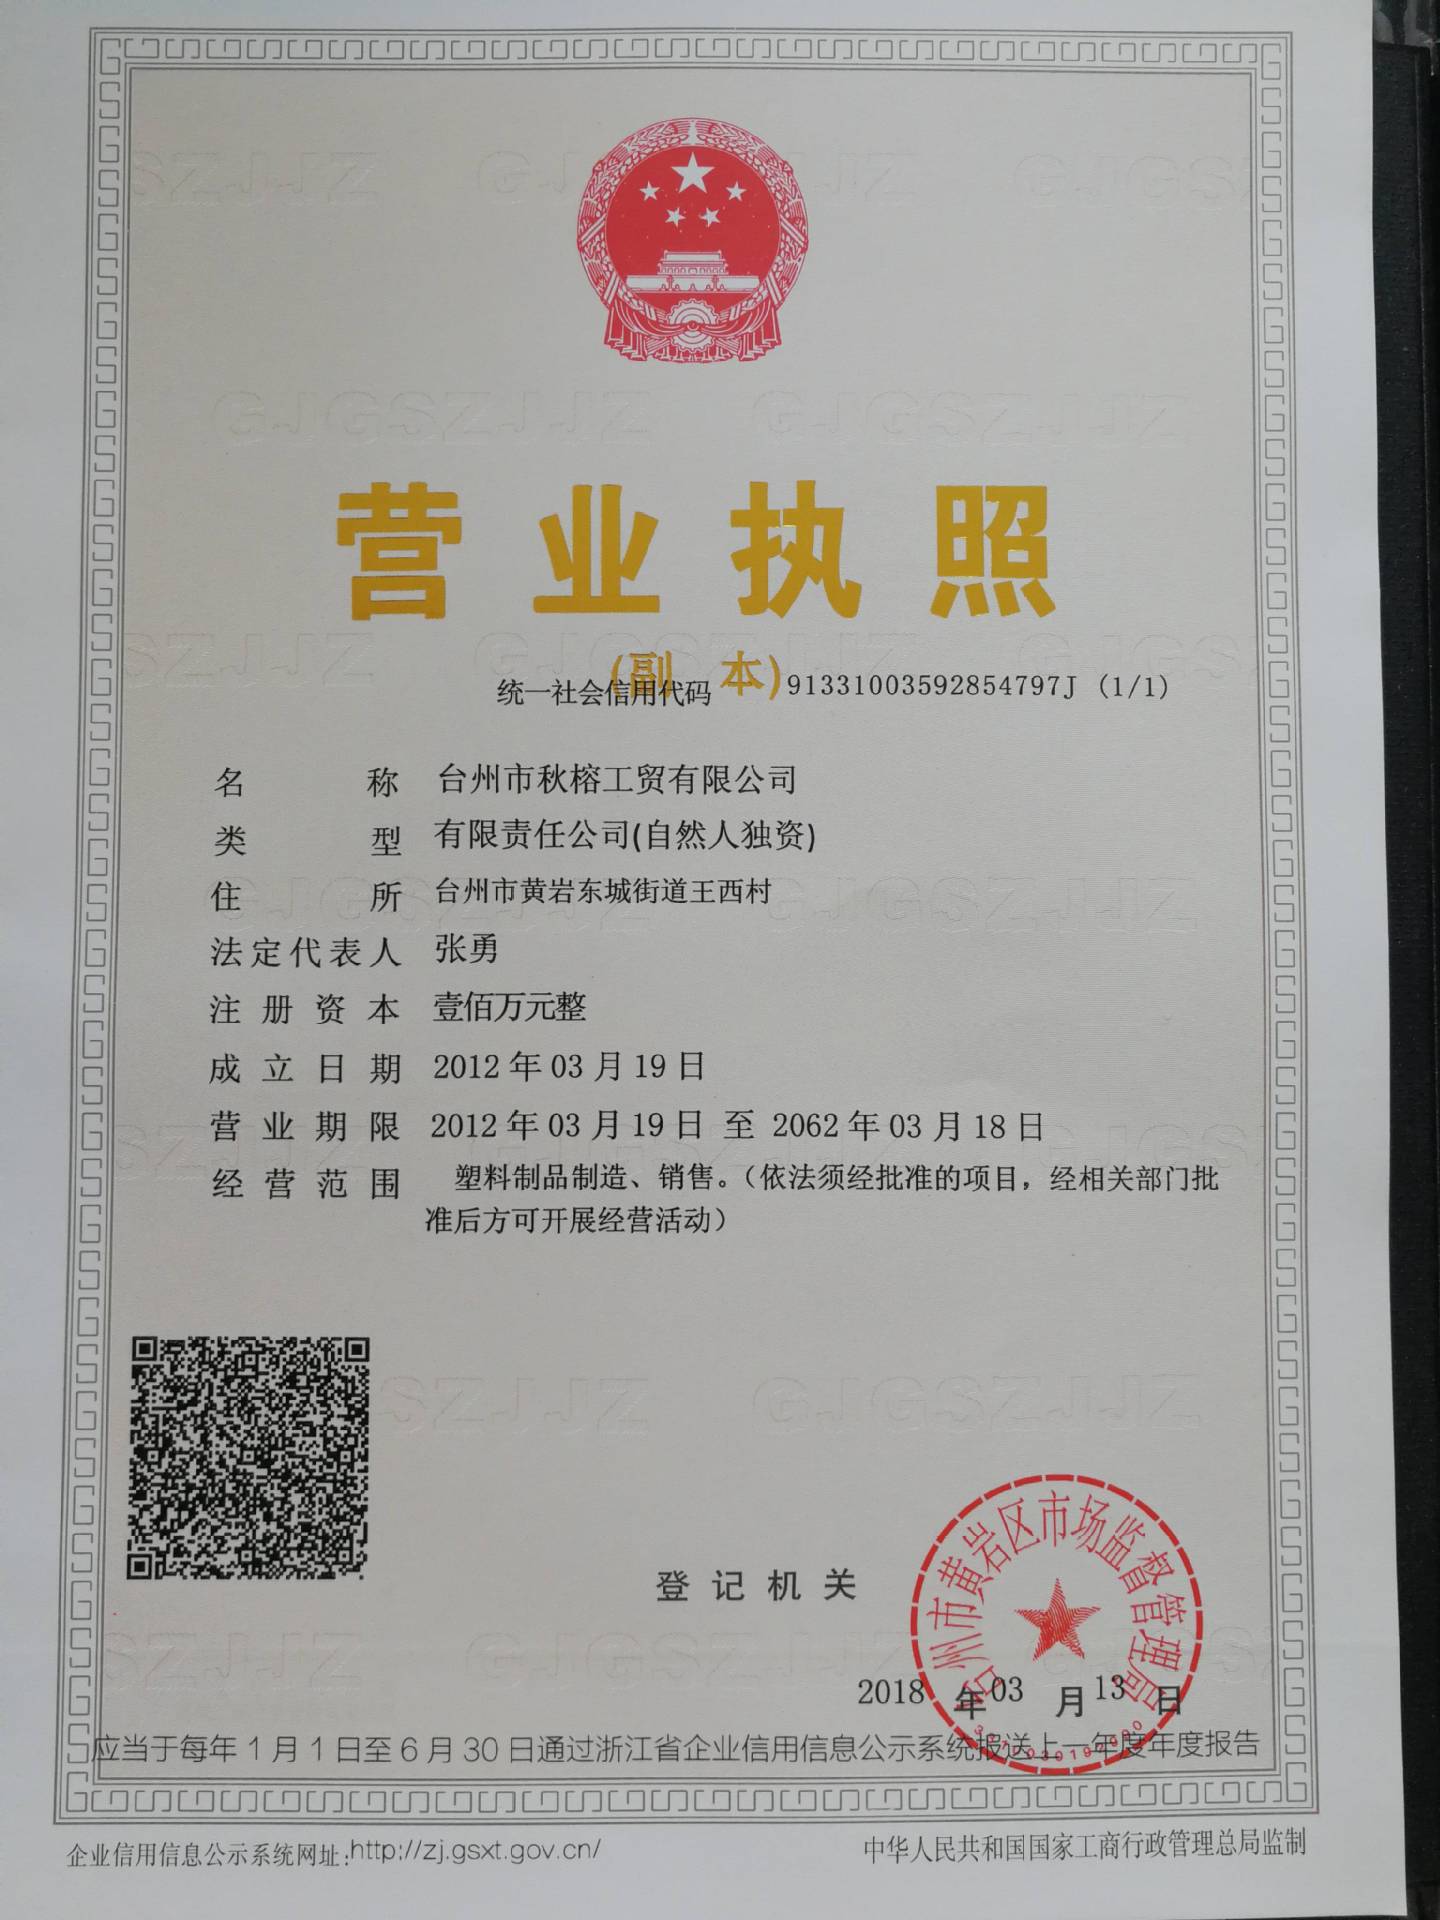 营业执照
(副 本)
统一社会信用代码 91331003592854797J (1/1)
名 称 台州市秋榕工贸有限公司
类 型 有限责任公司(自然人独资)
住 所 台州市黄岩东城街道王西村
法定代表人 张勇
注册资本 壹佰万元整
成立日期 2012年03月19日
营业期限 2012年03月19日 至 2062年03月18日
经营范围 塑料制品制造、销售。(依法须经批准的项目，经相关部门批
准后方可开展经营活动)
登记机关
台州市黄岩区市场监督管理局
2018 年 03 月 13 日
应当于每年1月1日至6月30日通过浙江省企业信用信息公示系统报送上一年度年度报告
企业信用信息公示系统网址:http://zj.gsxt.gov.cn/
中华人民共和国国家工商行政管理总局监制